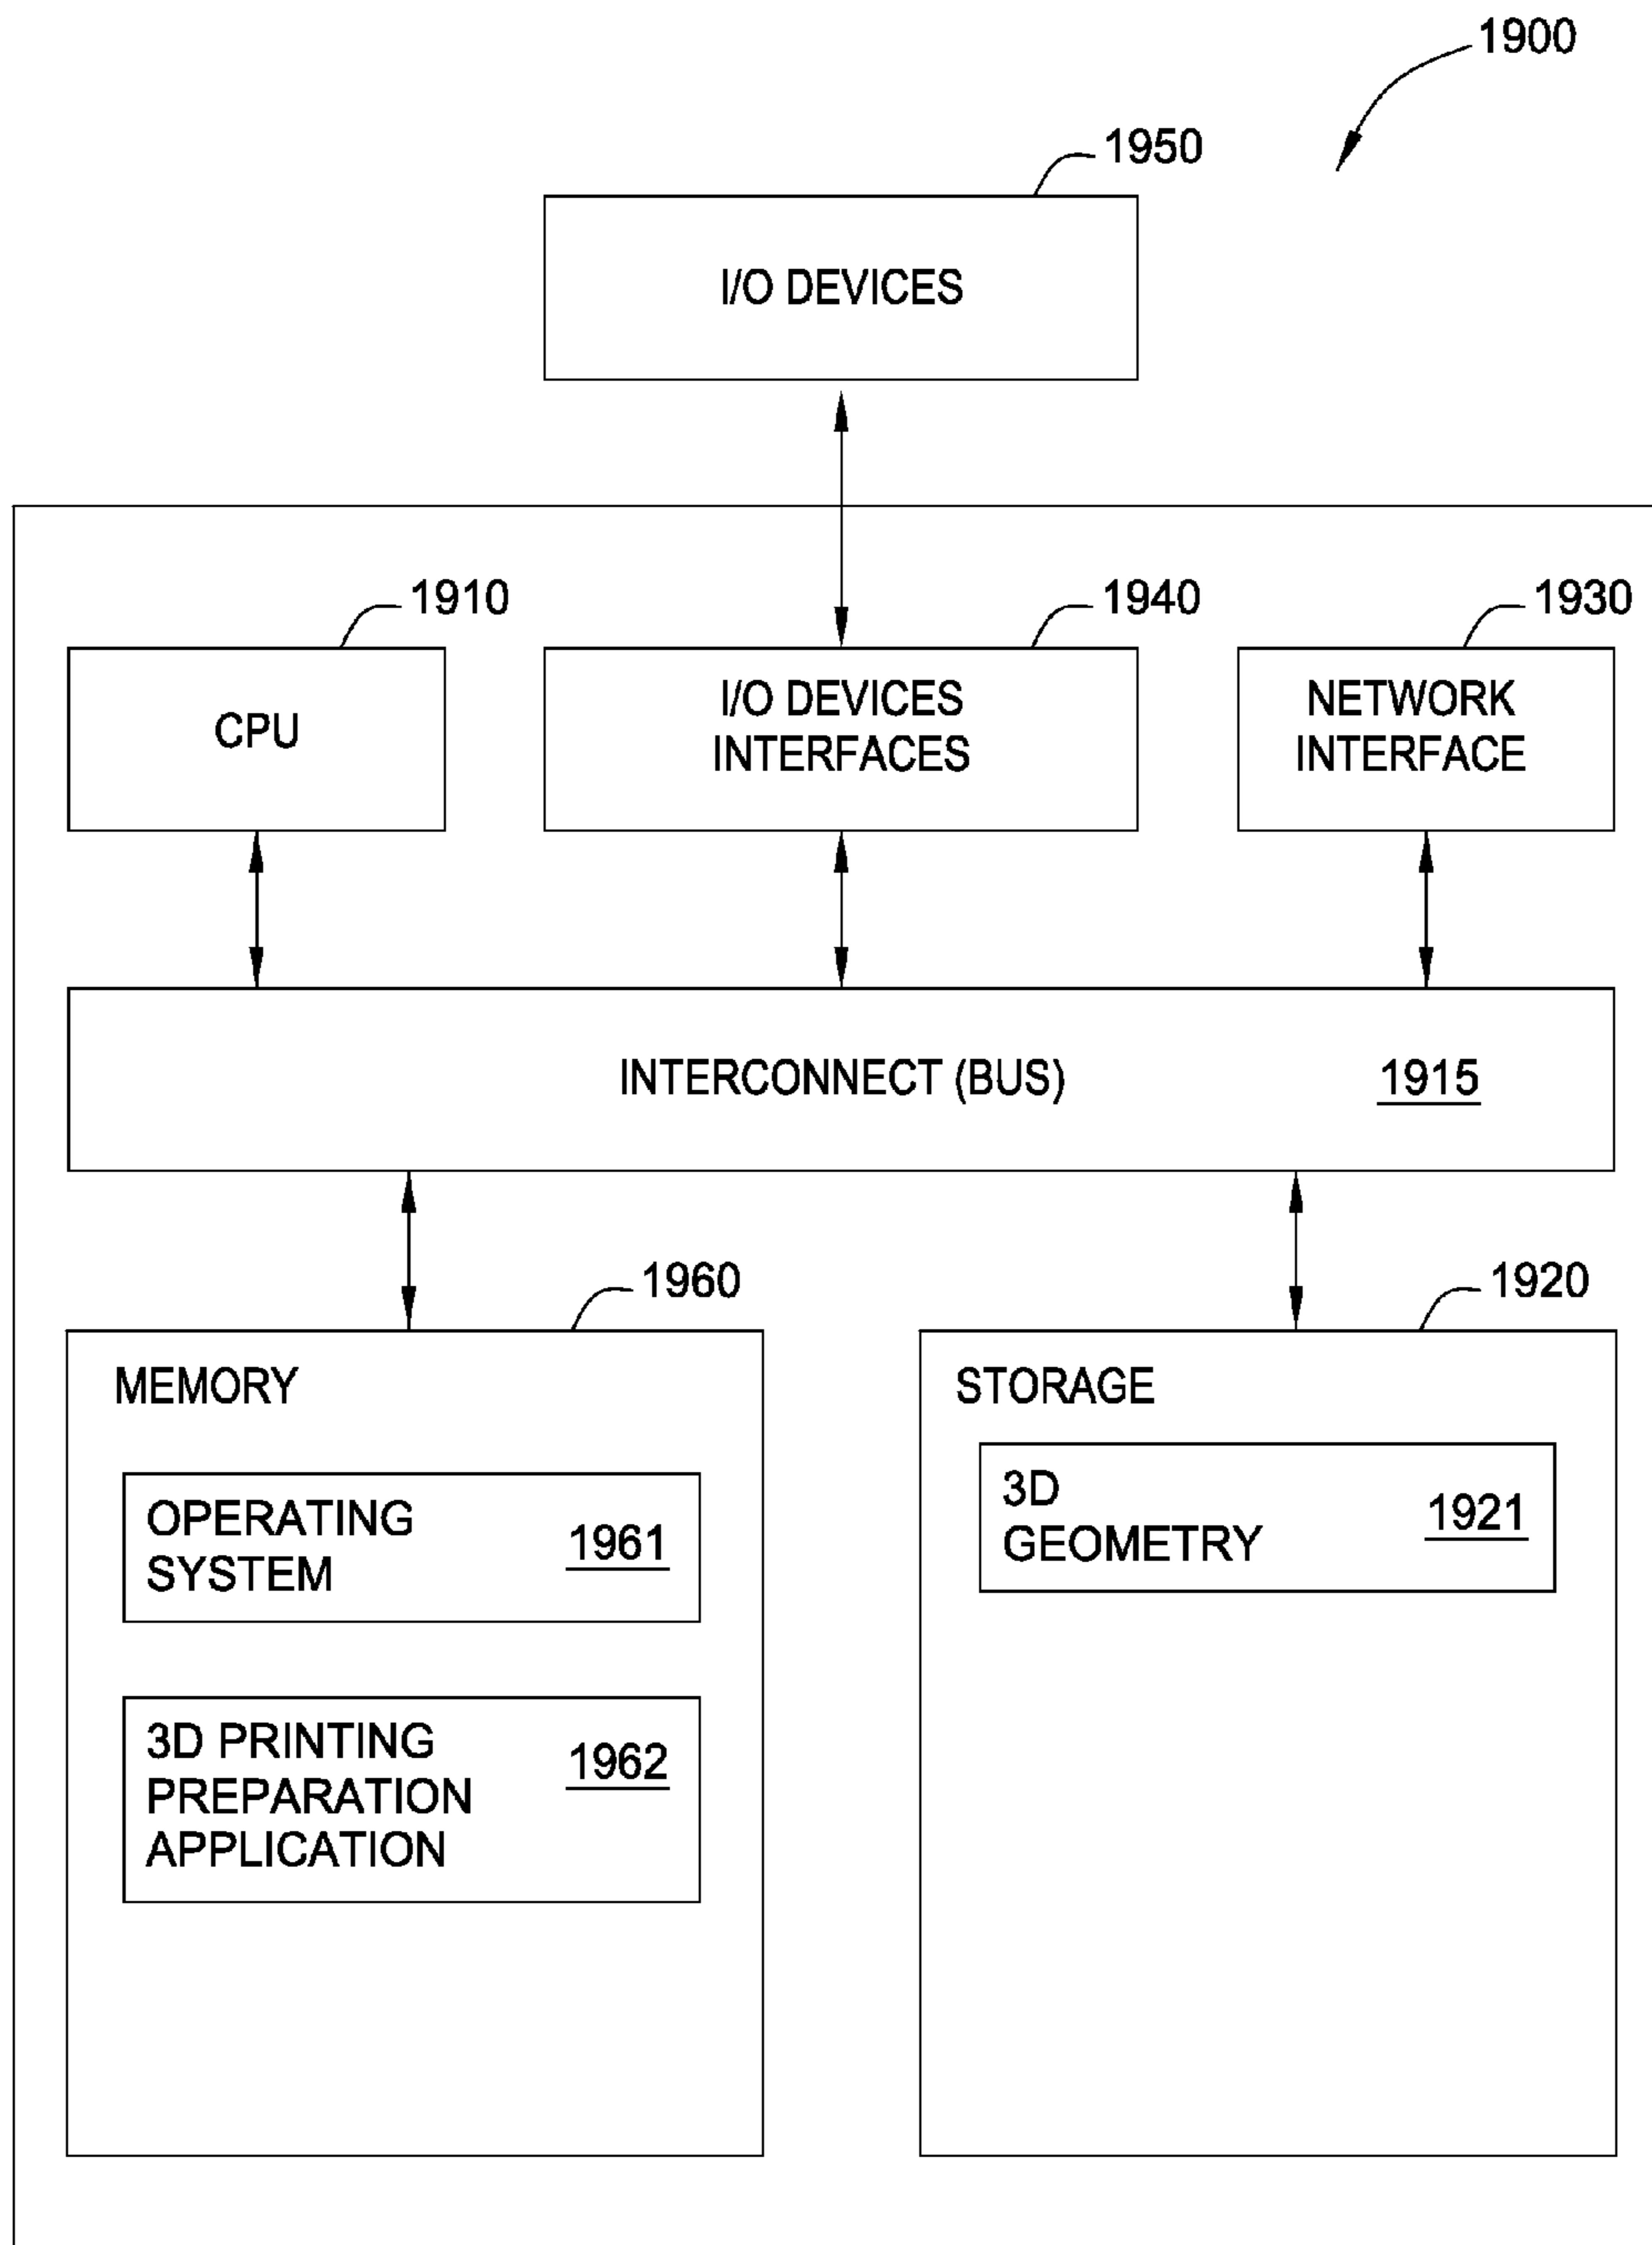 1900
1950
I/O DEVICES
1910
1940
1930
CPU
I/O DEVICES
INTERFACES
NETWORK
INTERFACE
INTERCONNECT (BUS)
1915
1960
1920
MEMORY
OPERATING
SYSTEM
1961
3D PRINTING
PREPARATION
APPLICATION
1962
STORAGE
3D
GEOMETRY
1921